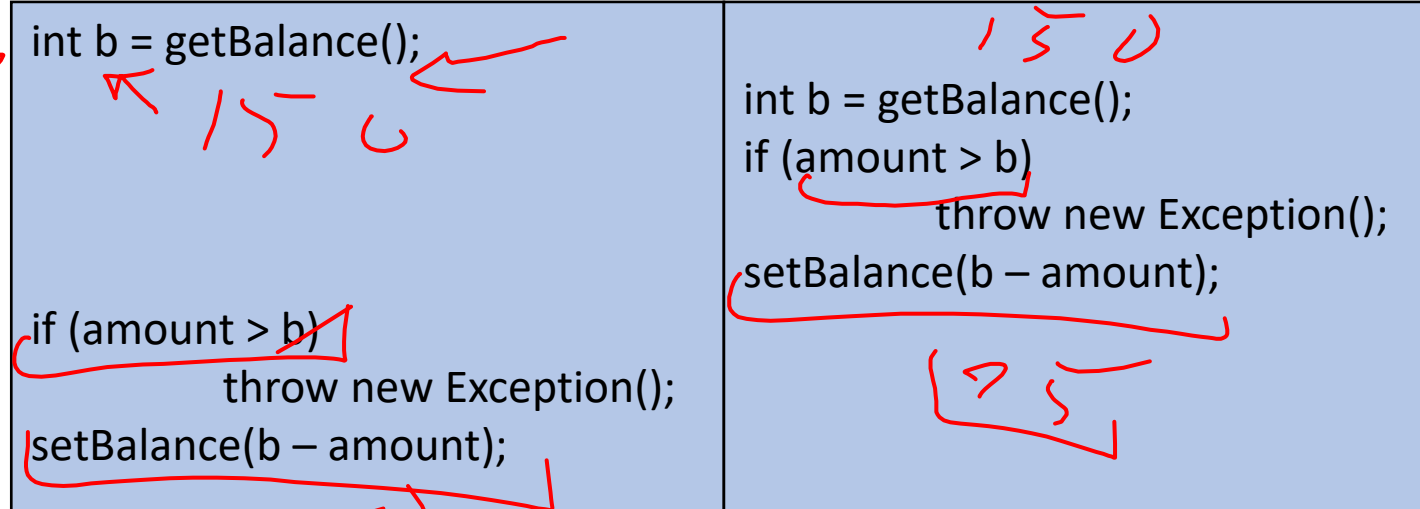 int b = getBalance();
150
if (amount > b)
throw new Exception();
setBalance(b – amount);
150
int b = getBalance();
if (amount > b)
throw new Exception();
setBalance(b – amount);
75